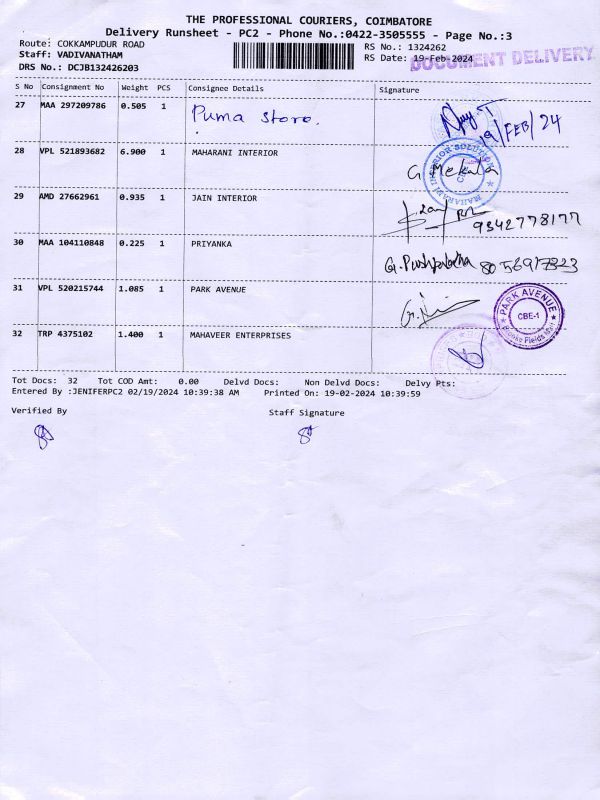 THE PROFESSIONAL COURIERS, COIMBATORE
Delivery Runsheet - PC2 - Phone No.:0422-3505555 - Page No.:3
Route: COKKAMPUDUR ROAD RS No.: 1324262
Staff: VADIVANATHAM RS Date: 19-Feb-2024
DOCUMENT DELIVERY
DRS No.: DCJB132426203
S No Consignment No Weight PCS Consignee Details Signature
27 MAA 297209786 0.505 1 Puma Store.
19/FEB/24
28 VPL 521893682 6.900 1 MAHARANI INTERIOR G. Mekala
MAHARANI INTERIOR SOLUTION
29 AMD 27662961 0.935 1 JAIN INTERIOR
9342778177
30 MAA 104110848 0.225 1 PRIYANKA
31 VPL 520215744 1.085 1 PARK AVENUE
PARK AVENUE
CBE-1
Brooke Fields Mall
32 TRP 4375102 1.400 1 MAHAVEER ENTERPRISES
Tot Docs: 32 Tot COD Amt: 0.00 Delvd Docs: Non Delvd Docs: Delvy Pts:
Entered By :JENIFERPC2 02/19/2024 10:39:38 AM Printed On: 19-02-2024 10:39:59
Verified By Staff Signature